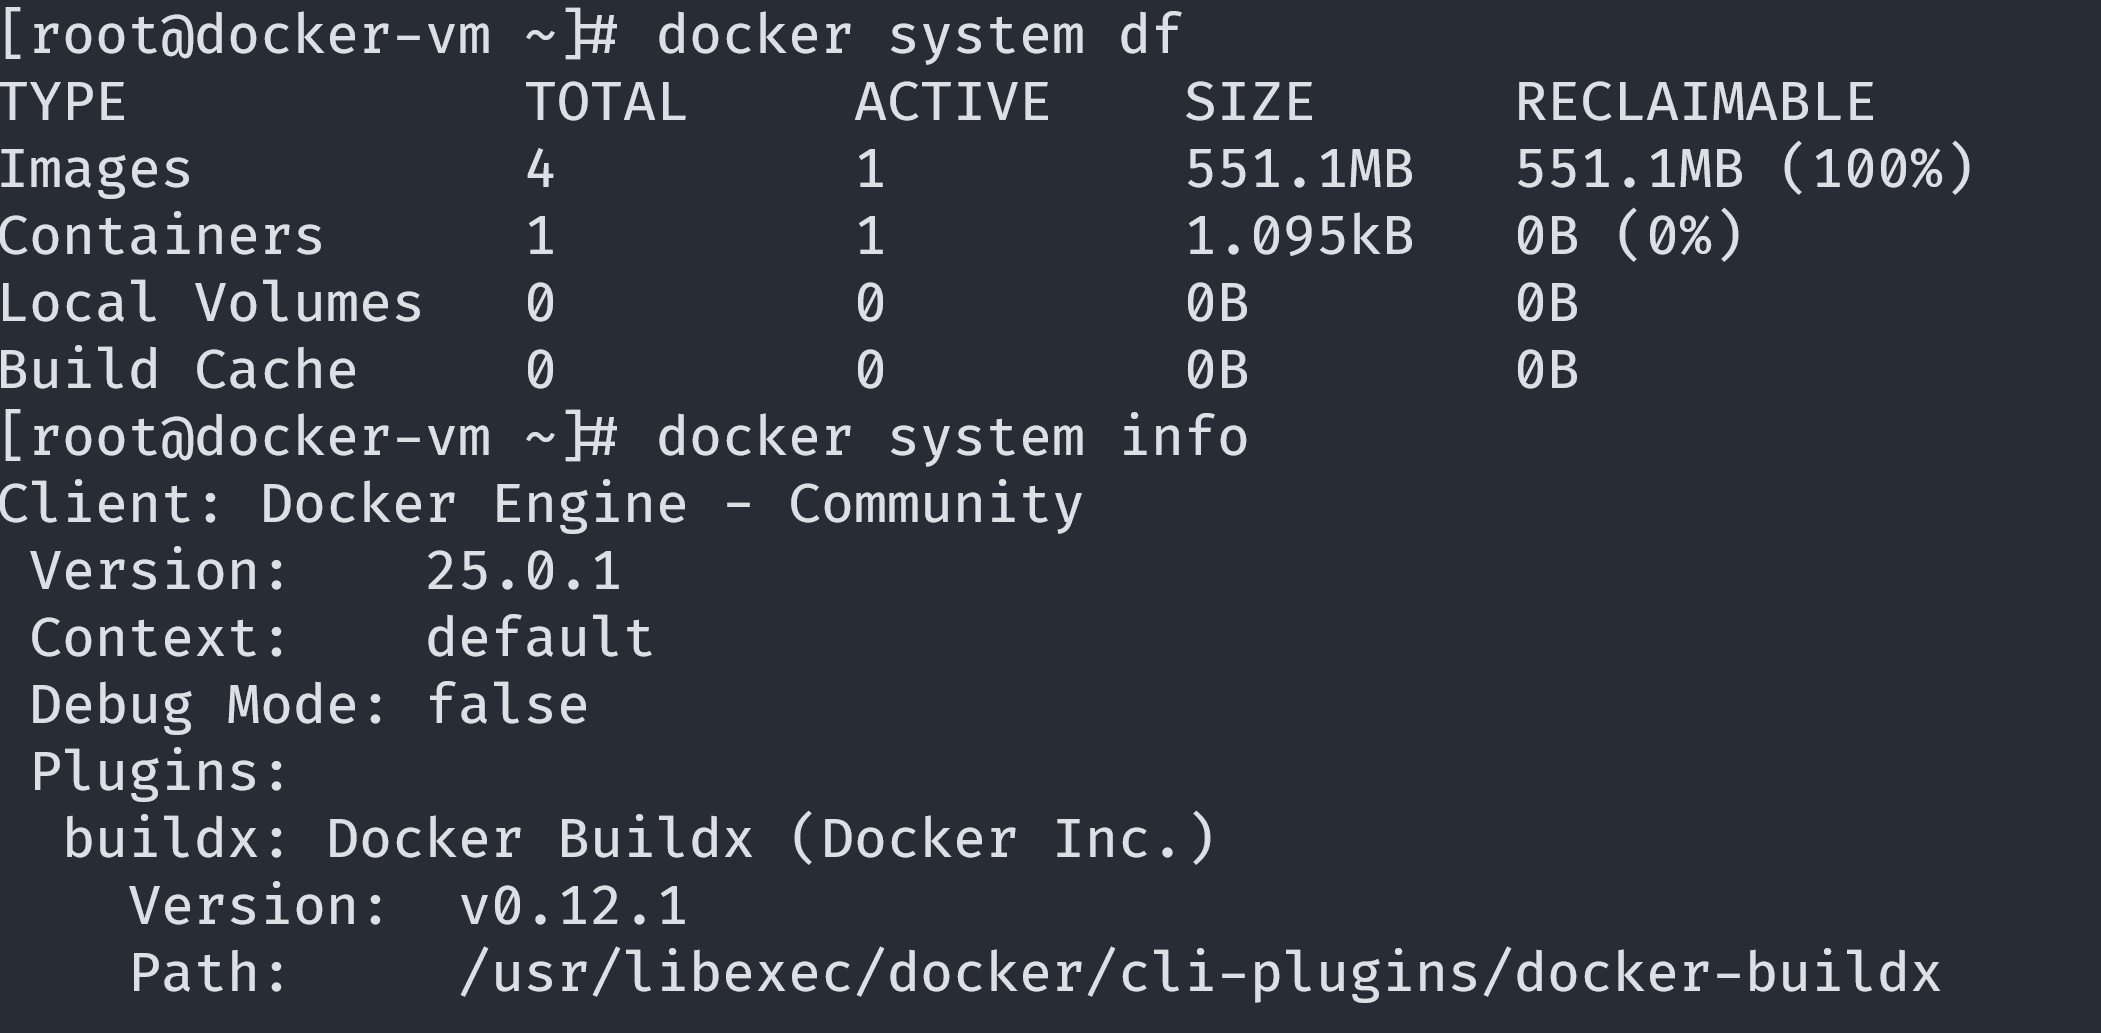 [root@docker-vm ~]# docker system df
TYPE            TOTAL     ACTIVE    SIZE      RECLAIMABLE
Images          4         1         551.1MB   551.1MB (100%)
Containers      1         1         1.095kB   0B (0%)
Local Volumes   0         0         0B        0B
Build Cache     0         0         0B        0B
[root@docker-vm ~]# docker system info
Client: Docker Engine - Community
 Version:    25.0.1
 Context:    default
 Debug Mode: false
 Plugins:
  buildx: Docker Buildx (Docker Inc.)
    Version:  v0.12.1
    Path:     /usr/libexec/docker/cli-plugins/docker-buildx